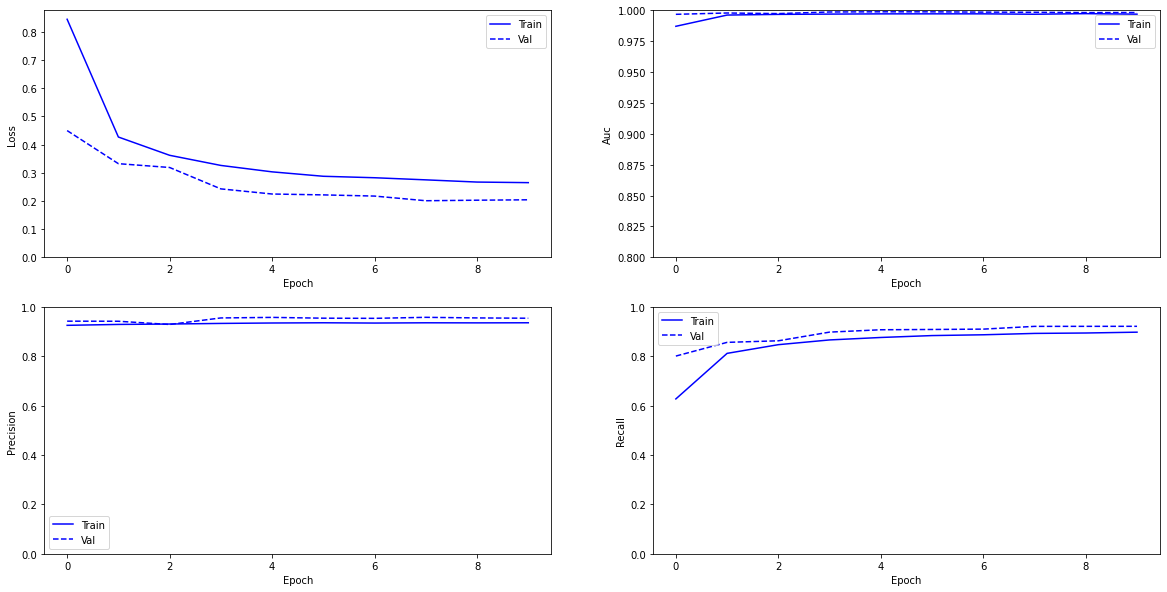 Loss
0.8
0.7
0.6
0.5
0.4
0.3
0.2
0.1
0.0
Train
Val
0 2 4 6 8
Epoch
Auc
1.000
0.975
0.950
0.925
0.900
0.875
0.850
0.825
0.800
Train
Val
0 2 4 6 8
Epoch
Precision
1.0
0.8
0.6
0.4
0.2
0.0
Train
Val
0 2 4 6 8
Epoch
Recall
1.0
0.8
0.6
0.4
0.2
0.0
Train
Val
0 2 4 6 8
Epoch